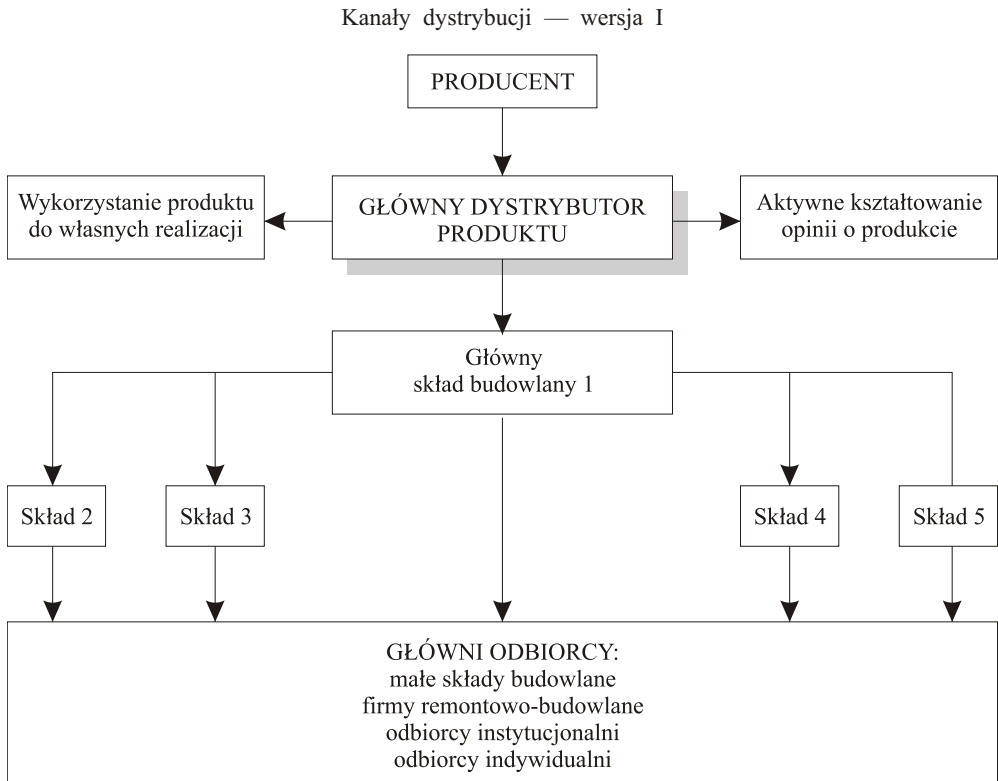 Kanały dystrybucji — wersja I
PRODUCENT
Wykorzystanie produktu
do własnych realizacji
GŁÓWNY DYSTRYBUTOR
PRODUKTU
Aktywne kształtowanie
opinii o produkcie
Główny
skład budowlany 1
Skład 2
Skład 3
Skład 4
Skład 5
GŁÓWNI ODBIORCY:
małe składy budowlane
firmy remontowo-budowlane
odbiorcy instytucjonalni
odbiorcy indywidualni